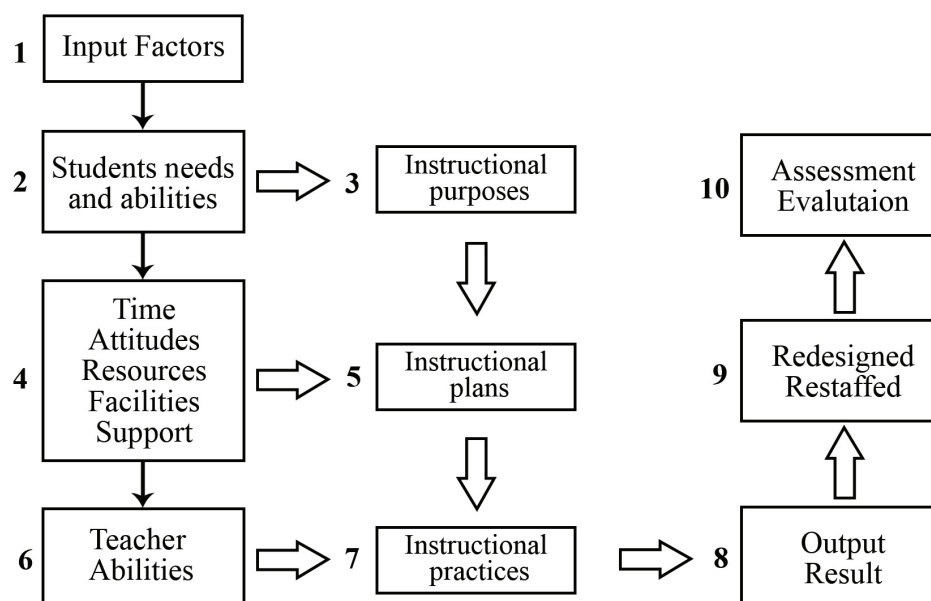 1
Input Factors
2
Students needs
and abilities
3
Instructional
purposes
4
Time
Attitudes
Resources
Facilities
Support
5
Instructional
plans
6
Teacher
Abilities
7
Instructional
practices
8
Output
Result
9
Redesigned
Restaffed
10
Assessment
Evalutaion